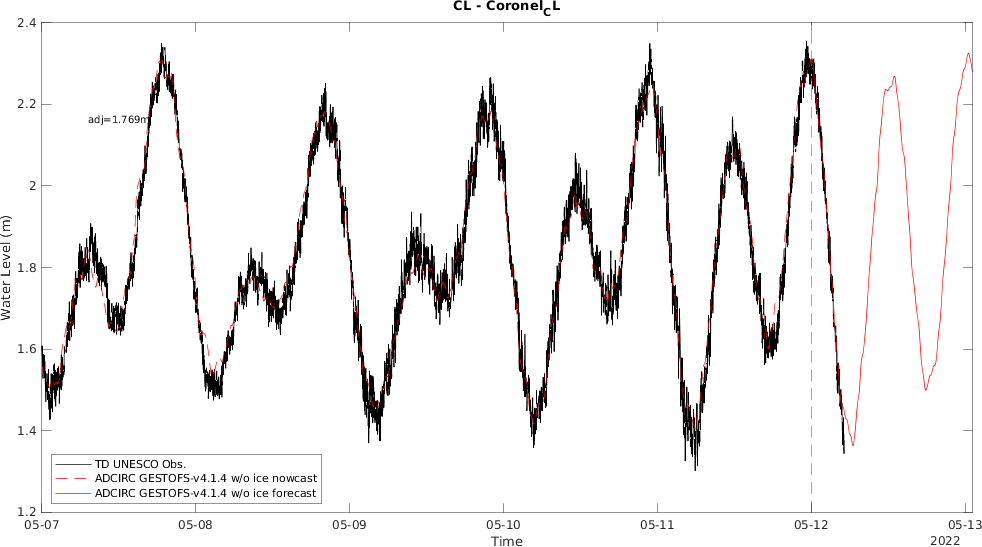 CL - Coronel_CL
2.4
2.2
2
1.8
1.6
1.4
1.2
Water Level (m)
adj=1.769m
TD UNESCO Obs.
ADCIRC GESTOFS-v4.1.4 w/o ice nowcast
ADCIRC GESTOFS-v4.1.4 w/o ice forecast
05-07 05-08 05-09 05-10 05-11 05-12 05-13
Time
2022